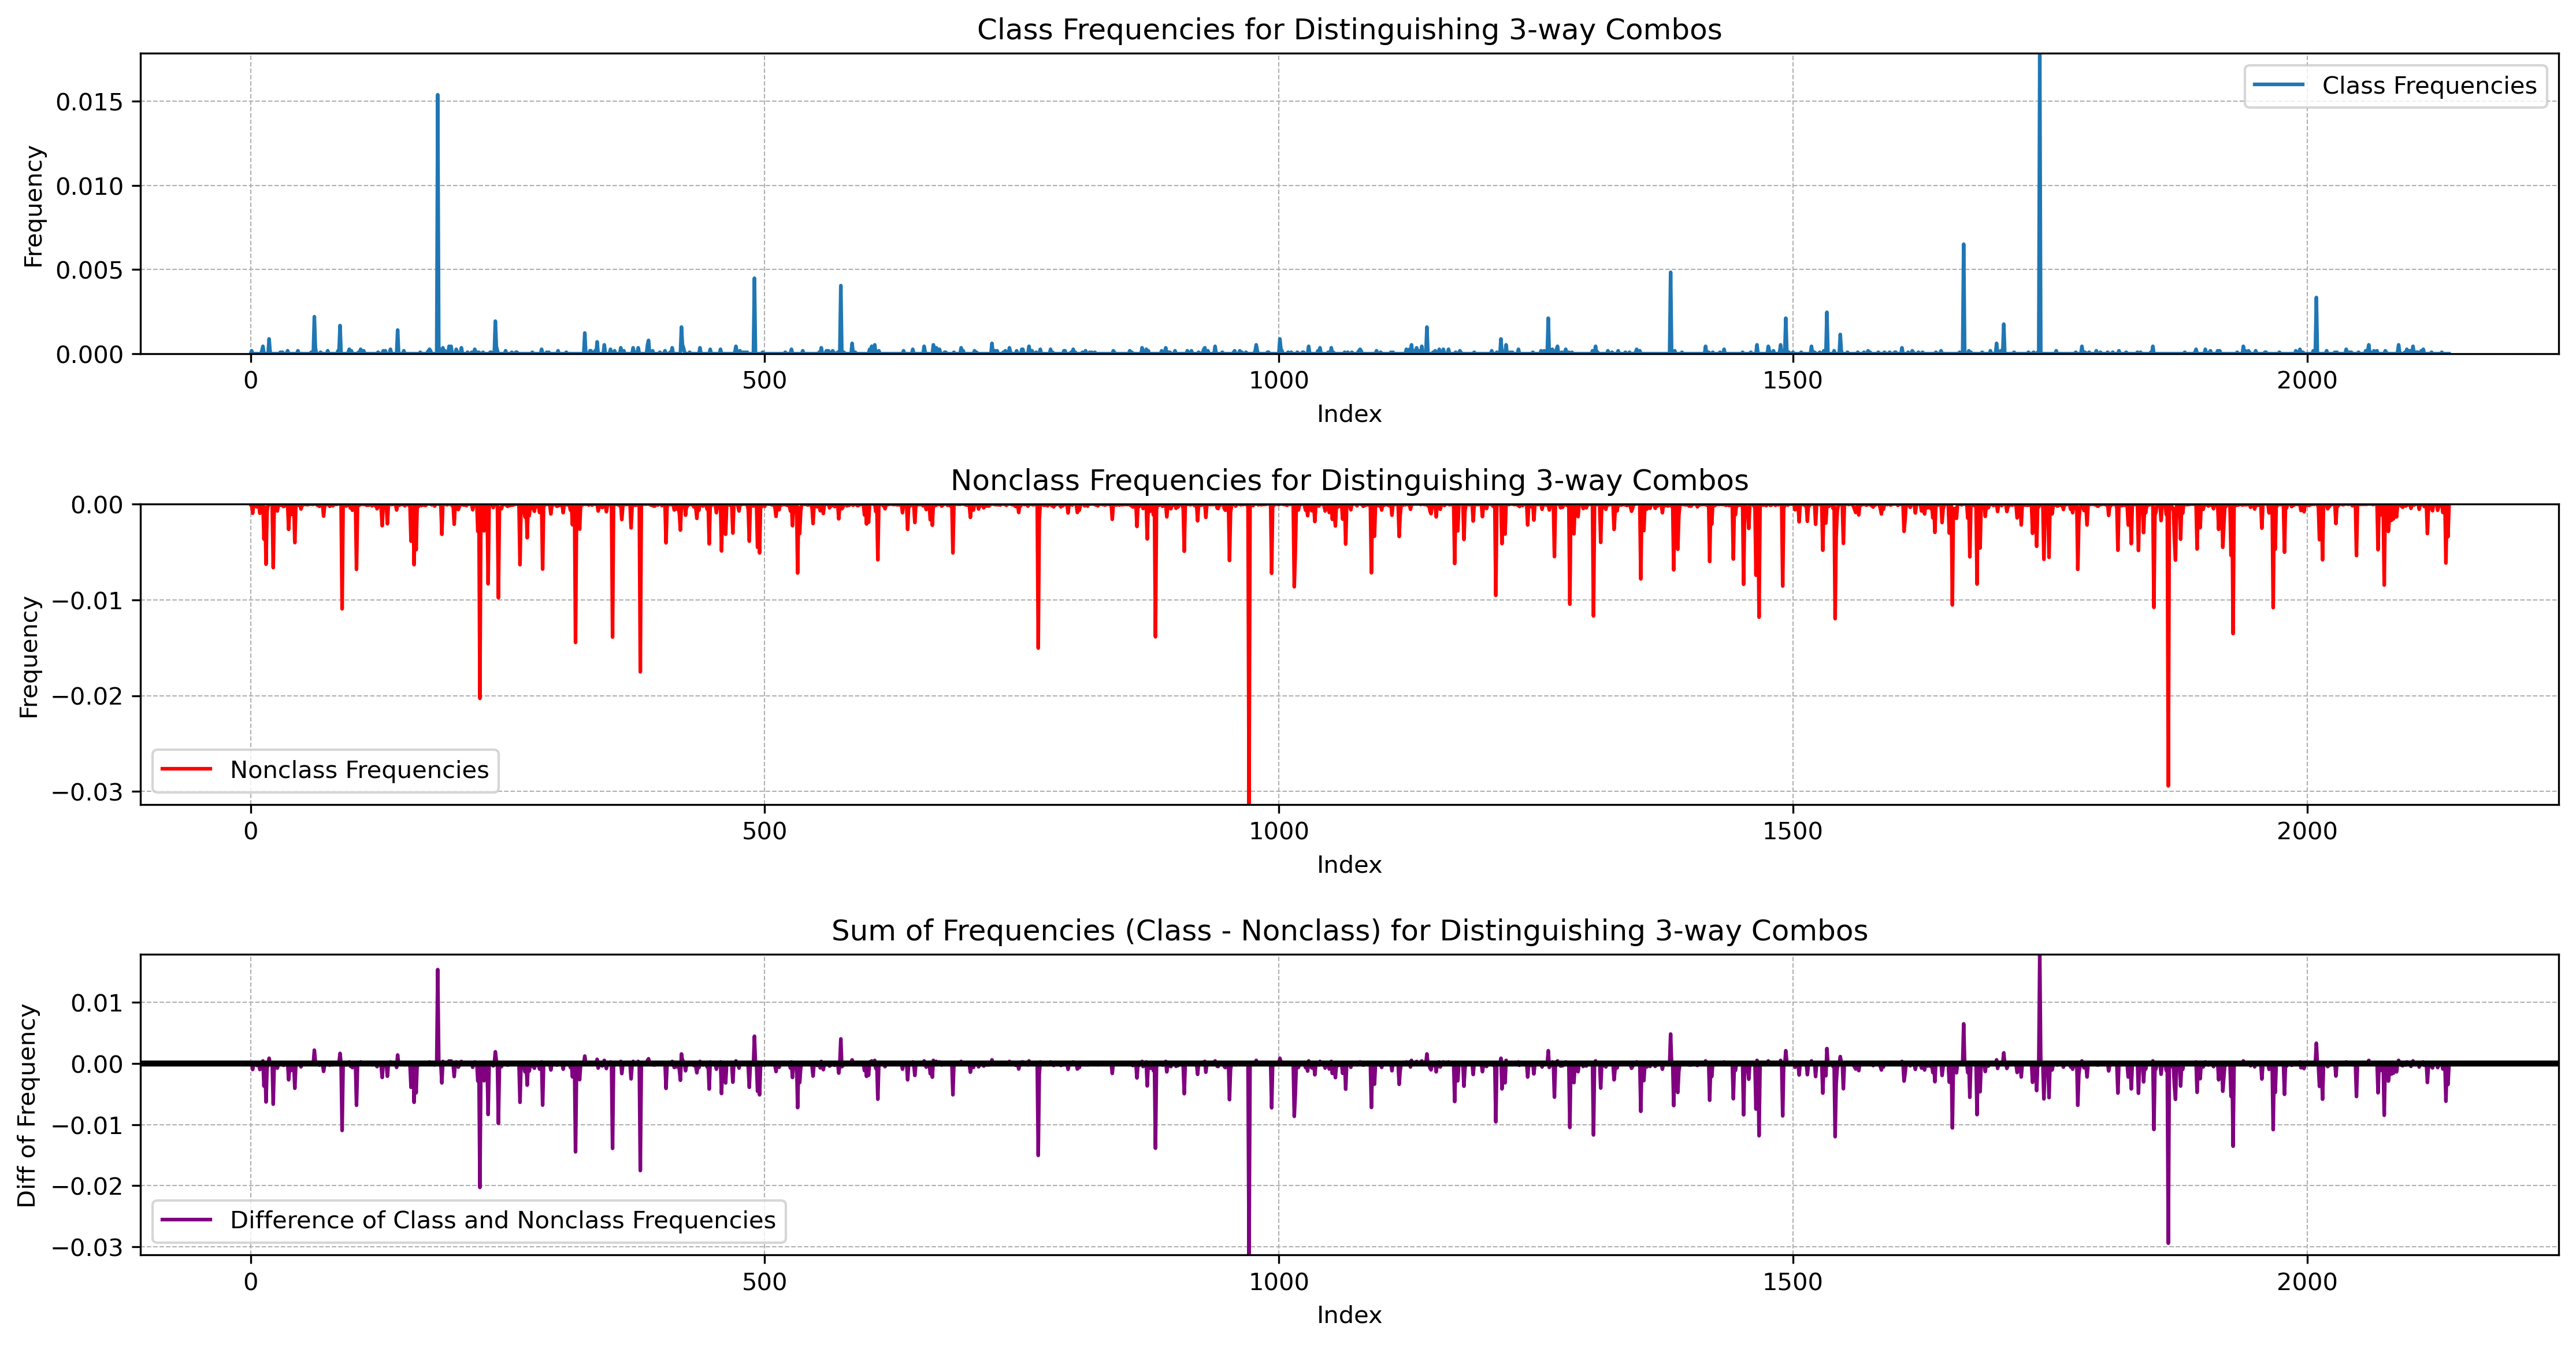 Class Frequencies for Distinguishing 3-way Combos
Class Frequencies
Frequency
0.015
0.010
0.005
0.000
0 500 1000 1500 2000
Index
Nonclass Frequencies for Distinguishing 3-way Combos
Frequency
0.00
−0.01
−0.02
−0.03
Nonclass Frequencies
0 500 1000 1500 2000
Index
Sum of Frequencies (Class - Nonclass) for Distinguishing 3-way Combos
Diff of Frequency
0.01
0.00
−0.01
−0.02
−0.03
Difference of Class and Nonclass Frequencies
0 500 1000 1500 2000
Index